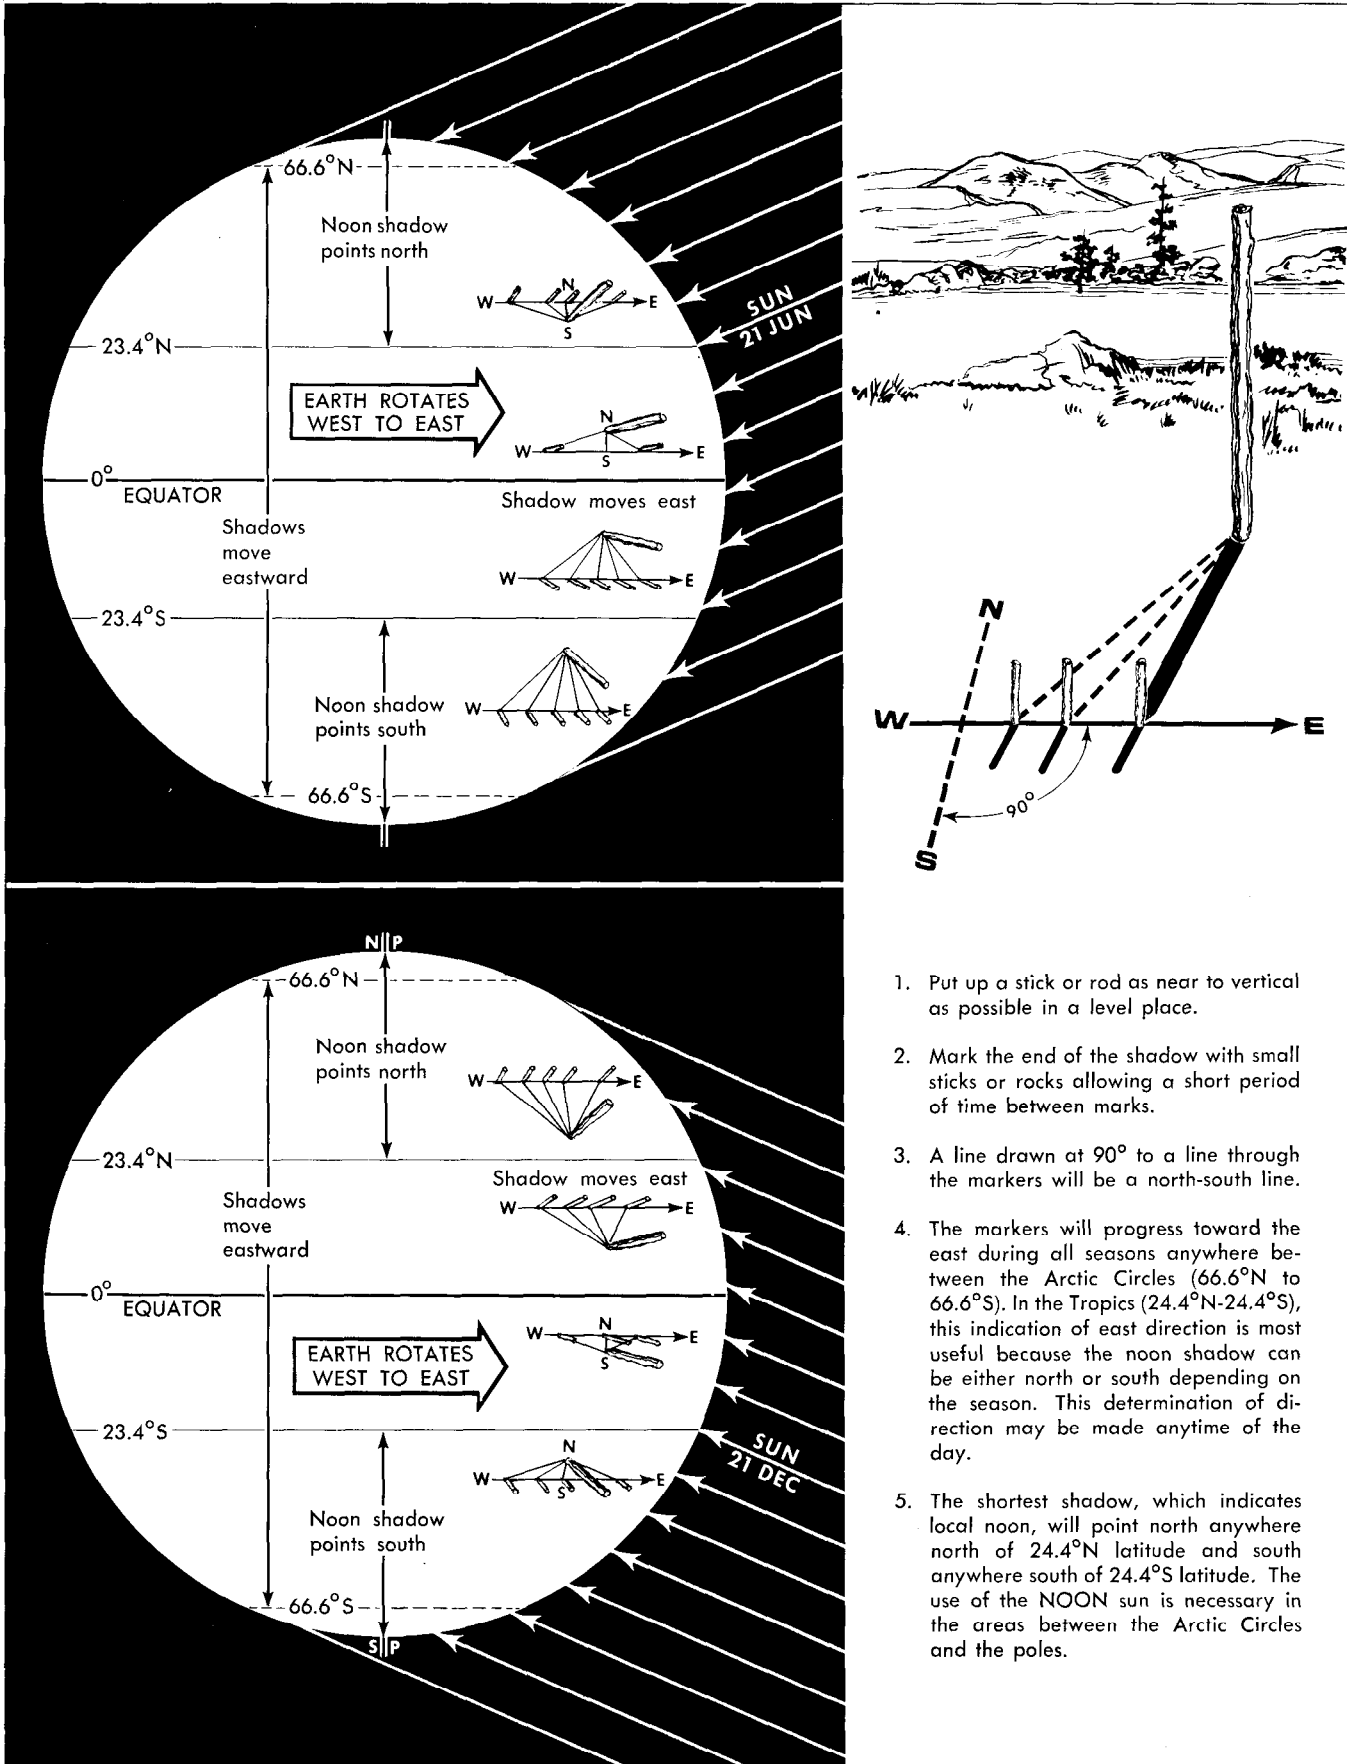 66.6°N
Noon shadow
points north
N
W
E
S
SUN
21 JUN
23.4°N
EARTH ROTATES
WEST TO EAST
N
W
E
S
0°
EQUATOR
Shadow moves east
Shadows
move
eastward
W
E
23.4°S
Noon shadow
points south
W
E
66.6°S
N
W
E
90°
S
N P
66.6°N
Noon shadow
points north
W
E
23.4°N
Shadow moves east
Shadows
move
eastward
W
E
0°
EQUATOR
N
W
E
S
EARTH ROTATES
WEST TO EAST
23.4°S
SUN
21 DEC
N
W
E
S
Noon shadow
points south
66.6°S
S P
1. Put up a stick or rod as near to vertical
as possible in a level place.
2. Mark the end of the shadow with small
sticks or rocks allowing a short period
of time between marks.
3. A line drawn at 90° to a line through
the markers will be a north-south line.
4. The markers will progress toward the
east during all seasons anywhere be-
tween the Arctic Circles (66.6°N to
66.6°S). In the Tropics (24.4°N-24.4°S),
this indication of east direction is most
useful because the noon shadow can
be either north or south depending on
the season. This determination of di-
rection may be made anytime of the
day.
5. The shortest shadow, which indicates
local noon, will point north anywhere
north of 24.4°N latitude and south
anywhere south of 24.4°S latitude. The
use of the NOON sun is necessary in
the areas between the Arctic Circles
and the poles.